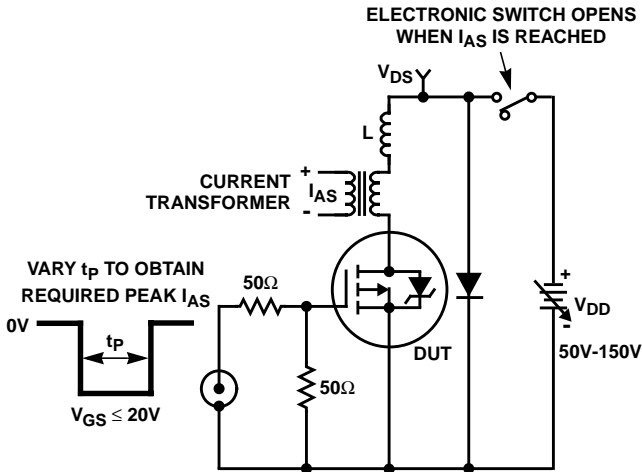 ELECTRONIC SWITCH OPENS
WHEN IAS IS REACHED
VDS
L
CURRENT
TRANSFORMER
+
IAS
-
VARY tP TO OBTAIN
REQUIRED PEAK IAS
50Ω
0V
tP
VGS ≤ 20V
50Ω
DUT
+
VDD
-
50V-150V